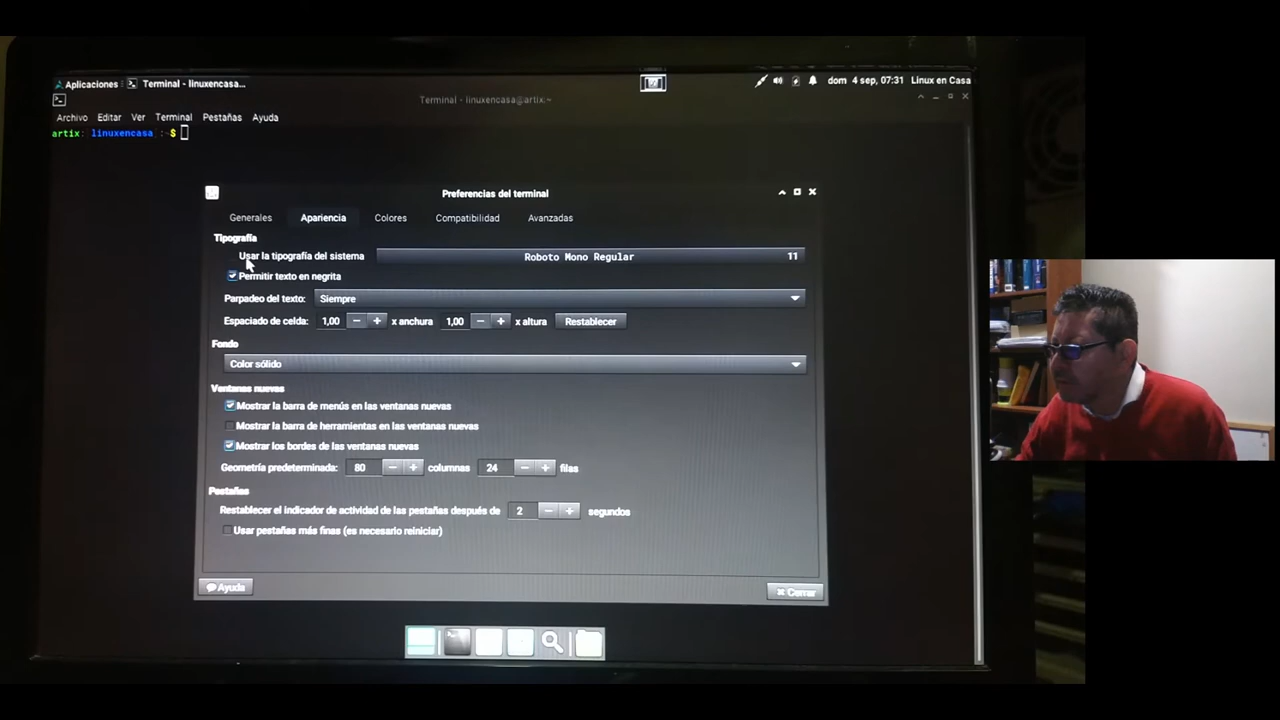 Aplicaciones Terminal - linuxencasa... dom 4 sep, 07:31 Linux en Casa
Terminal - linuxencasa@artix:~
Archivo Editar Ver Terminal Pestañas Ayuda
artix: linuxencasa :~$
Preferencias del terminal
Generales Apariencia Colores Compatibilidad Avanzadas
Tipografía
Usar la tipografía del sistema Roboto Mono Regular 11
Permitir texto en negrita
Parpadeo del texto: Siempre
Espaciado de celda: 1,00 − + x anchura 1,00 − + x altura Restablecer
Fondo
Color sólido
Ventanas nuevas
Mostrar la barra de menús en las ventanas nuevas
Mostrar la barra de herramientas en las ventanas nuevas
Mostrar los bordes de las ventanas nuevas
Geometría predeterminada: 80 − + columnas 24 − + filas
Pestañas
Restablecer el indicador de actividad de las pestañas después de 2 − + segundos
Usar pestañas más finas (es necesario reiniciar)
Ayuda Cerrar